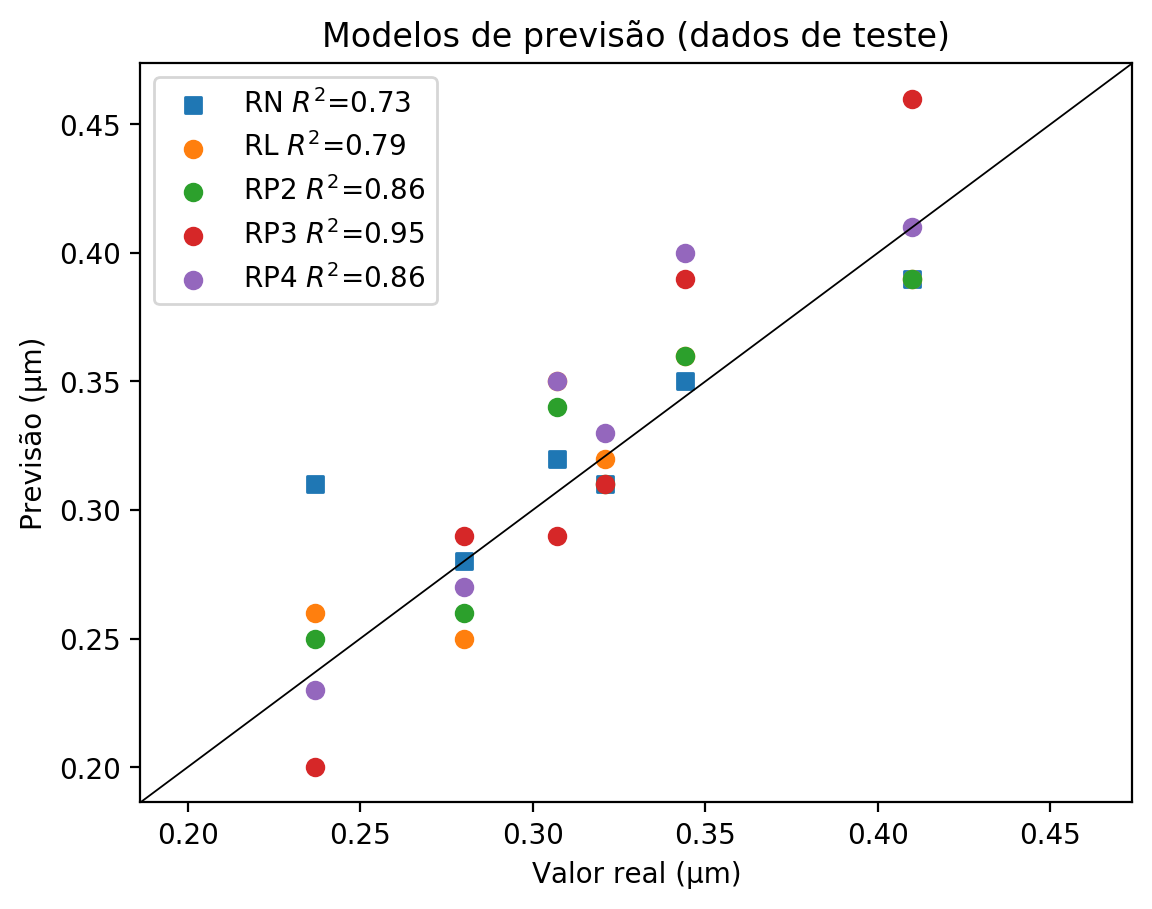 Modelos de previsão (dados de teste)
RN R²=0.73
RL R²=0.79
RP2 R²=0.86
RP3 R²=0.95
RP4 R²=0.86
Previsão (μm)
0.45
0.40
0.35
0.30
0.25
0.20
0.20 0.25 0.30 0.35 0.40 0.45
Valor real (μm)